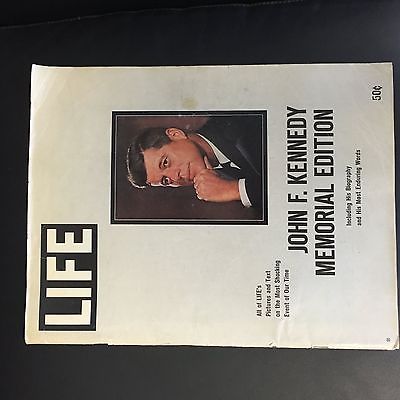 LIFE
JOHN F. KENNEDY
MEMORIAL EDITION
All of LIFE's
Pictures and Text
on the Most Shocking
Event of Our Time
Including His Biography
and His Most Enduring Words
50¢